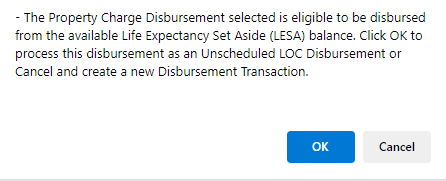 - The Property Charge Disbursement selected is eligible to be disbursed
from the available Life Expectancy Set Aside (LESA) balance. Click OK to
process this disbursement as an Unscheduled LOC Disbursement or
Cancel and create a new Disbursement Transaction.
OK
Cancel